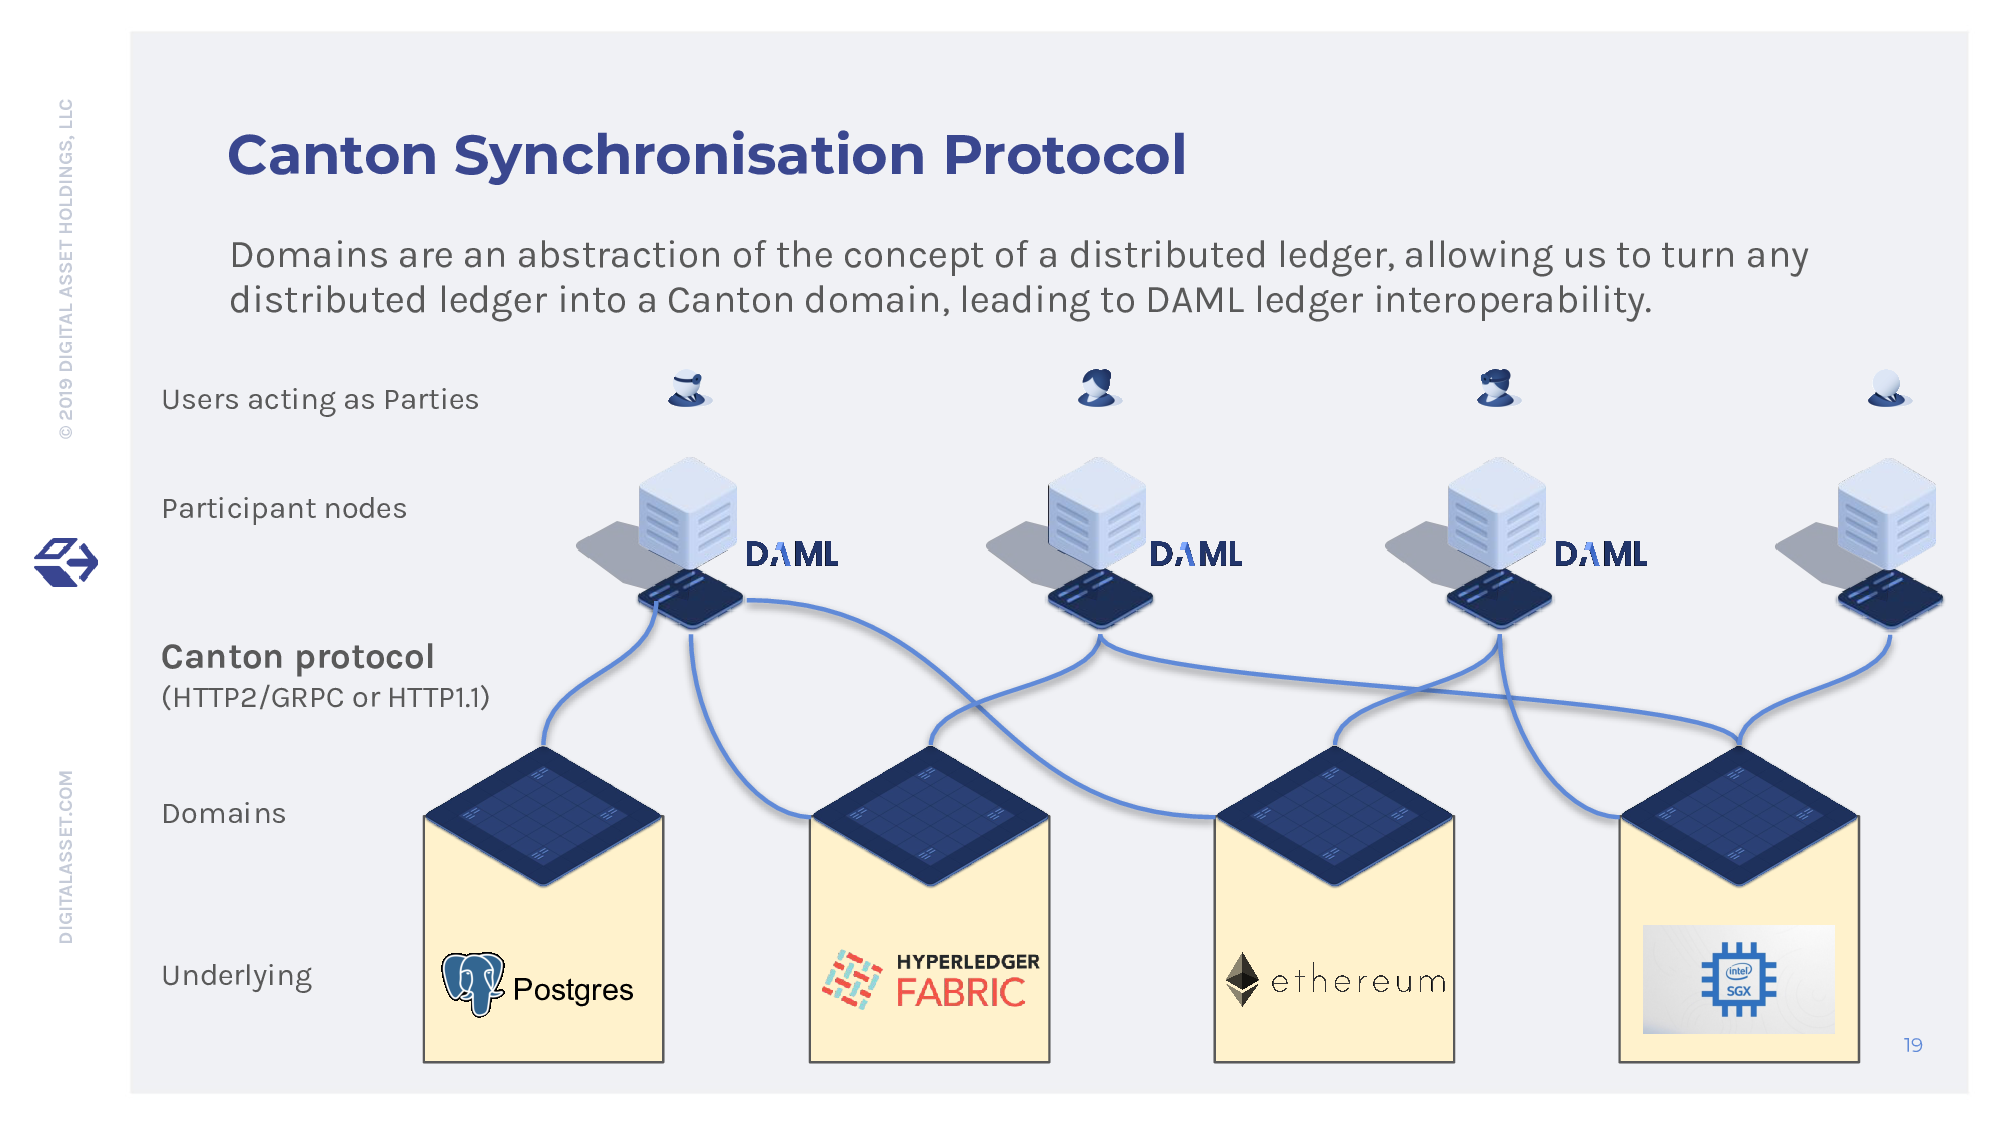 © 2019 DIGITAL ASSET HOLDINGS, LLC
DIGITALASSET.COM
Canton Synchronisation Protocol
Domains are an abstraction of the concept of a distributed ledger, allowing us to turn any
distributed ledger into a Canton domain, leading to DAML ledger interoperability.
Users acting as Parties
Participant nodes
DAML
DAML
DAML
Canton protocol
(HTTP2/GRPC or HTTP1.1)
Domains
Underlying
Postgres
HYPERLEDGER
FABRIC
ethereum
intel
SGX
19